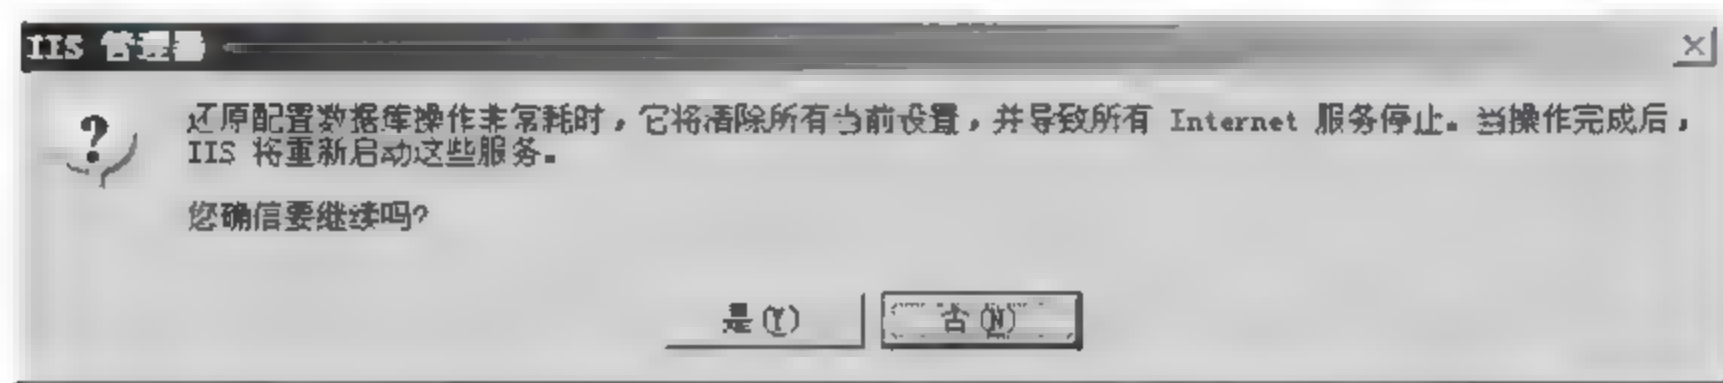 IIS 管理器
还原配置数据库操作非常耗时，它将清除所有当前设置，并导致所有 Internet 服务停止。当操作完成后，
IIS 将重新启动这些服务。
您确信要继续吗?
是(Y) 否(N)